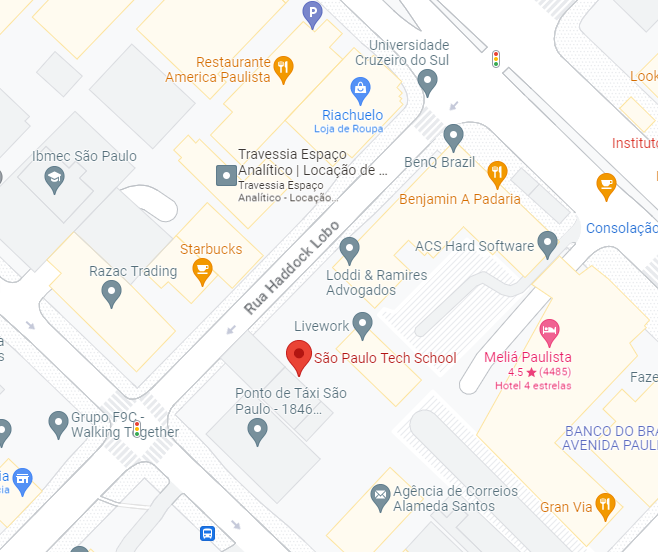 P
Universidade
Cruzeiro do Sul
Restaurante
America Paulista
Look
Riachuelo
Loja de Roupa
Institut
Ibmec São Paulo
Travessia Espaço
Analítico | Locação de ...
Travessia Espaço
Analítico - Locação...
BenQ Brazil
Benjamin A Padaria
Consolação
Starbucks
ACS Hard Software
Rua Haddock Lobo
Razac Trading
Loddi & Ramires
Advogados
Livework
a
s
São Paulo Tech School
Meliá Paulista
4.5 ★ (4485)
Hotel 4 estrelas
Faze
Ponto de Táxi São
Paulo - 1846...
Grupo F9C -
Walking Together
BANCO DO BRA
AVENIDA PAULI
ia
cia
Agência de Correios
Alameda Santos
Gran Via